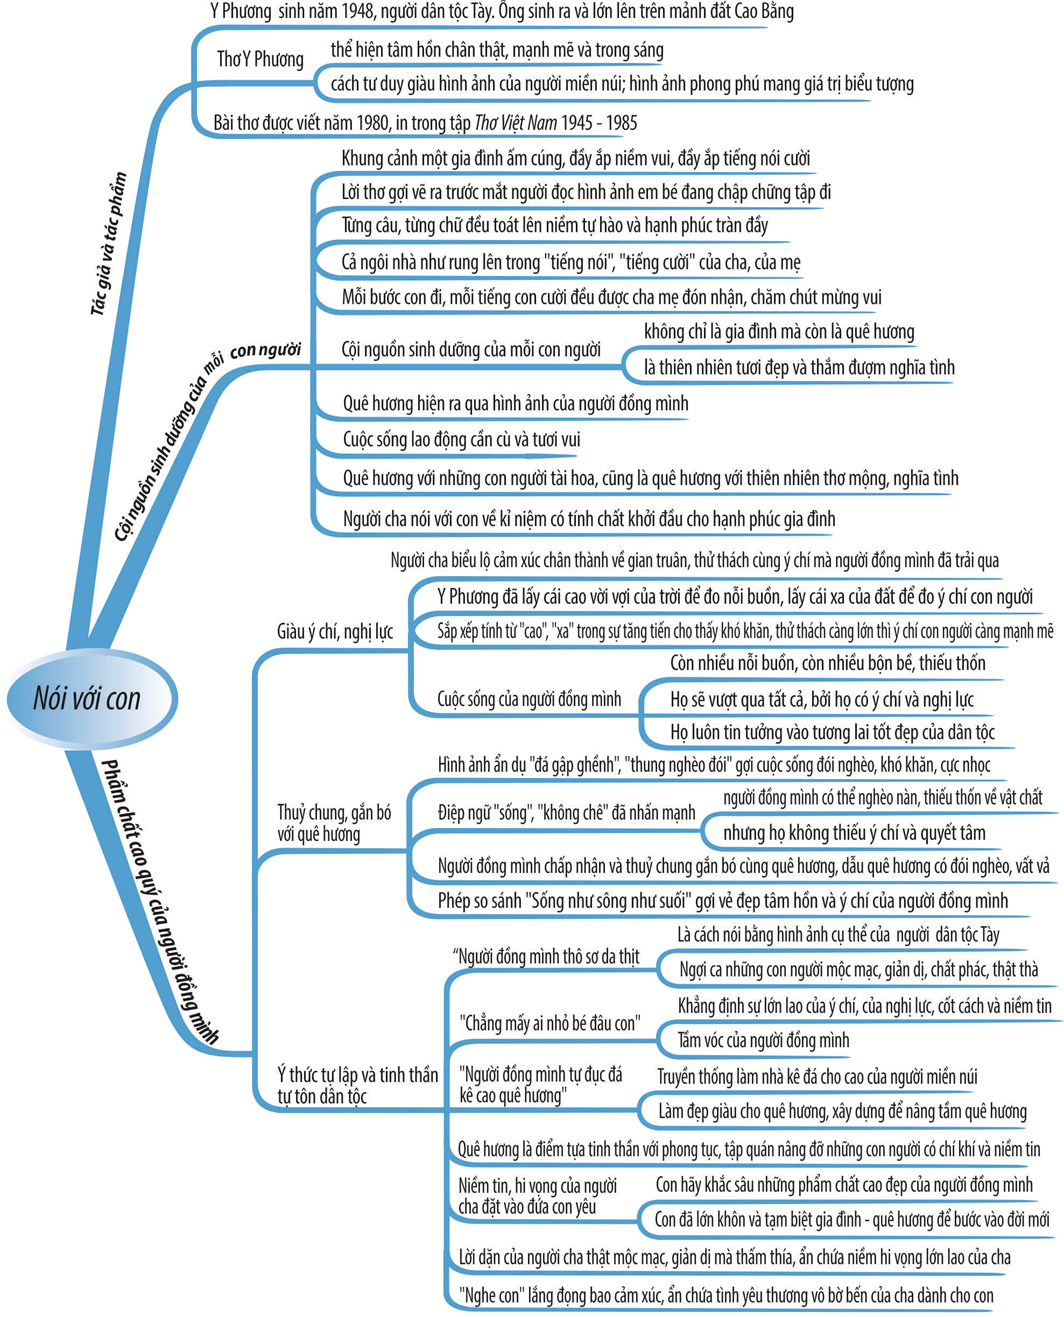 Y Phương  sinh năm 1948, người dân tộc Tày. Ông sinh ra và lớn lên trên mảnh đất Cao Bằng
Thơ Y Phương
thể hiện tâm hồn chân thật, mạnh mẽ và trong sáng
cách tư duy giàu hình ảnh của người miền núi; hình ảnh phong phú mang giá trị biểu tượng
Bài thơ được viết năm 1980, in trong tập Thơ Việt Nam 1945 - 1985
Tác giả và tác phẩm
Khung cảnh một gia đình ấm cúng, đầy ắp niềm vui, đầy ắp tiếng nói cười
Lời thơ gợi vẽ ra trước mắt người đọc hình ảnh em bé đang chập chững tập đi
Từng câu, từng chữ đều toát lên niềm tự hào và hạnh phúc tràn đầy
Cả ngôi nhà như rung lên trong "tiếng nói", "tiếng cười" của cha, của mẹ
Mỗi bước con đi, mỗi tiếng con cười đều được cha mẹ đón nhận, chăm chút mừng vui
Cội nguồn sinh dưỡng của mỗi con người
Cội nguồn sinh dưỡng của mỗi con người
không chỉ là gia đình mà còn là quê hương
là thiên nhiên tươi đẹp và thắm đượm nghĩa tình
Quê hương hiện ra qua hình ảnh của người đồng mình
Cuộc sống lao động cần cù và tươi vui
Quê hương với những con người tài hoa, cũng là quê hương với thiên nhiên thơ mộng, nghĩa tình
Người cha nói với con về kỉ niệm có tính chất khởi đầu cho hạnh phúc gia đình
Nói với con
Phẩm chất cao quý của người đồng mình
Giàu ý chí, nghị lực
Người cha biểu lộ cảm xúc chân thành về gian truân, thử thách cùng ý chí mà người đồng mình đã trải qua
Y Phương đã lấy cái cao vời vợi của trời để đo nỗi buồn, lấy cái xa của đất để đo ý chí con người
Sắp xếp tính từ "cao", "xa" trong sự tăng tiến cho thấy khó khăn, thử thách càng lớn thì ý chí con người càng mạnh mẽ
Cuộc sống của người đồng mình
Còn nhiều nỗi buồn, còn nhiều bộn bề, thiếu thốn
Họ sẽ vượt qua tất cả, bởi họ có ý chí và nghị lực
Họ luôn tin tưởng vào tương lai tốt đẹp của dân tộc
Thuỷ chung, gắn bó
với quê hương
Hình ảnh ẩn dụ "đá gập ghềnh", "thung nghèo đói" gợi cuộc sống đói nghèo, khó khăn, cực nhọc
Điệp ngữ "sống", "không chê" đã nhấn mạnh
người đồng mình có thể nghèo nàn, thiếu thốn về vật chất
nhưng họ không thiếu ý chí và quyết tâm
Người đồng mình chấp nhận và thuỷ chung gắn bó cùng quê hương, dẫu quê hương có đói nghèo, vất vả
Phép so sánh "Sống như sông như suối" gợi vẻ đẹp tâm hồn và ý chí của người đồng mình
Ý thức tự lập và tinh thần
tự tôn dân tộc
"Người đồng mình thô sơ da thịt
Là cách nói bằng hình ảnh cụ thể của  người  dân tộc Tày
Ngợi ca những con người mộc mạc, giản dị, chất phác, thật thà
"Chẳng mấy ai nhỏ bé đâu con"
Khẳng định sự lớn lao của ý chí, của nghị lực, cốt cách và niềm tin
Tầm vóc của người đồng mình
"Người đồng mình tự đục đá
kê cao quê hương"
Truyền thống làm nhà kê đá cho cao của người miền núi
Làm đẹp giàu cho quê hương, xây dựng để nâng tầm quê hương
Quê hương là điểm tựa tinh thần với phong tục, tập quán nâng đỡ những con người có chí khí và niềm tin
Niềm tin, hi vọng của người
cha đặt vào đứa con yêu
Con hãy khắc sâu những phẩm chất cao đẹp của người đồng mình
Con đã lớn khôn và tạm biệt gia đình - quê hương để bước vào đời mới
Lời dặn của người cha thật mộc mạc, giản dị mà thấm thía, ẩn chứa niềm hi vọng lớn lao của cha
"Nghe con" lắng đọng bao cảm xúc, ẩn chứa tình yêu thương vô bờ bến của cha dành cho con